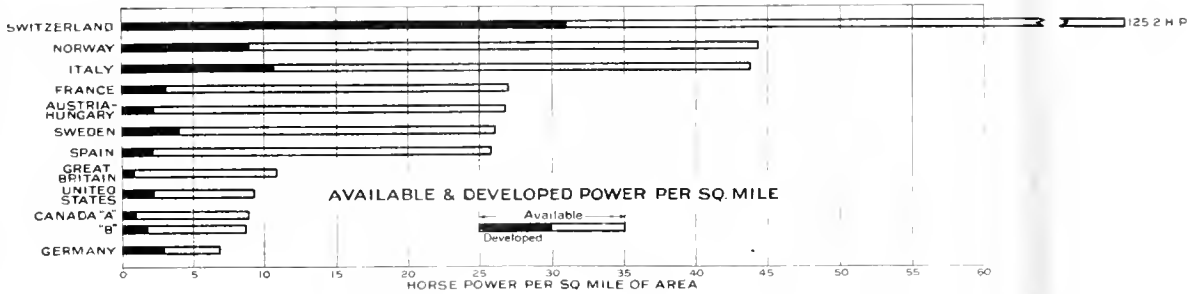 SWITZERLAND
125.2 H.P
NORWAY
ITALY
FRANCE
AUSTRIA-
HUNGARY
SWEDEN
SPAIN
GREAT
BRITAIN
UNITED
STATES
CANADA "A"
"B"
GERMANY
AVAILABLE & DEVELOPED POWER PER SQ. MILE
Available
Developed
0 5 10 15 20 25 30 35 40 45 50 55 60
HORSE POWER PER SQ MILE OF AREA